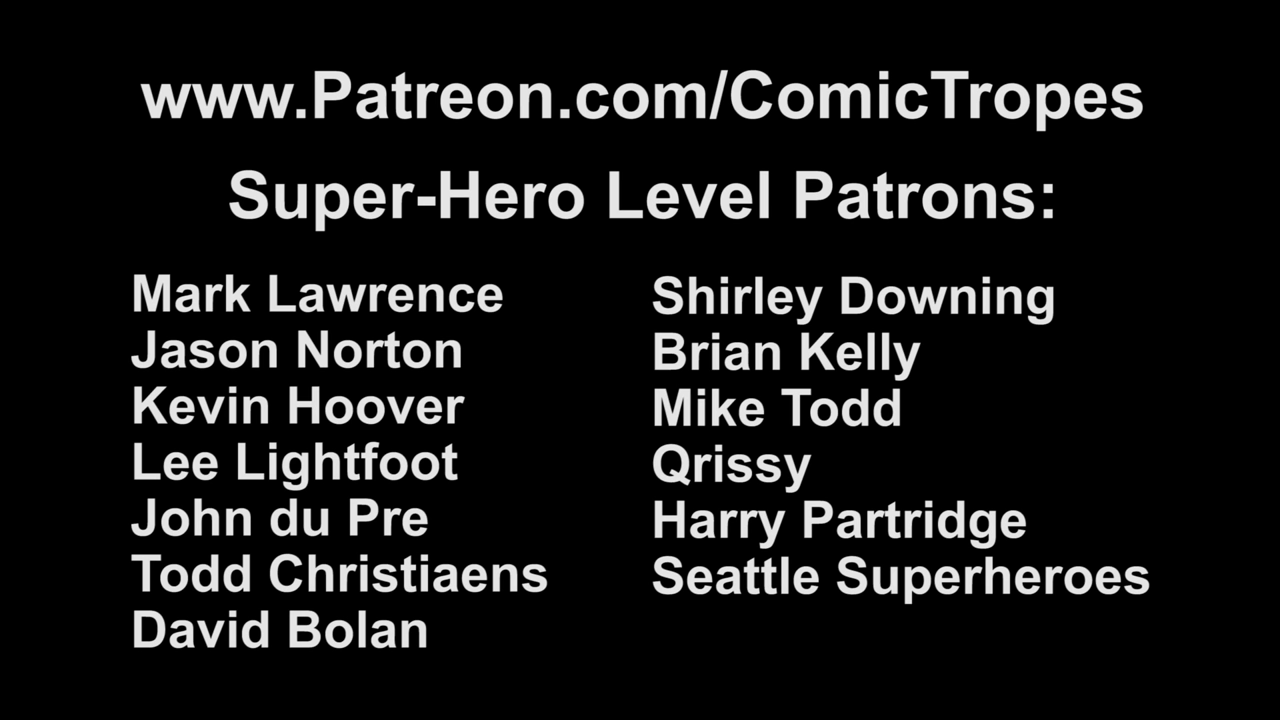 www.Patreon.com/ComicTropes
Super-Hero Level Patrons:
Mark Lawrence
Jason Norton
Kevin Hoover
Lee Lightfoot
John du Pre
Todd Christiaens
David Bolan
Shirley Downing
Brian Kelly
Mike Todd
Qrissy
Harry Partridge
Seattle Superheroes